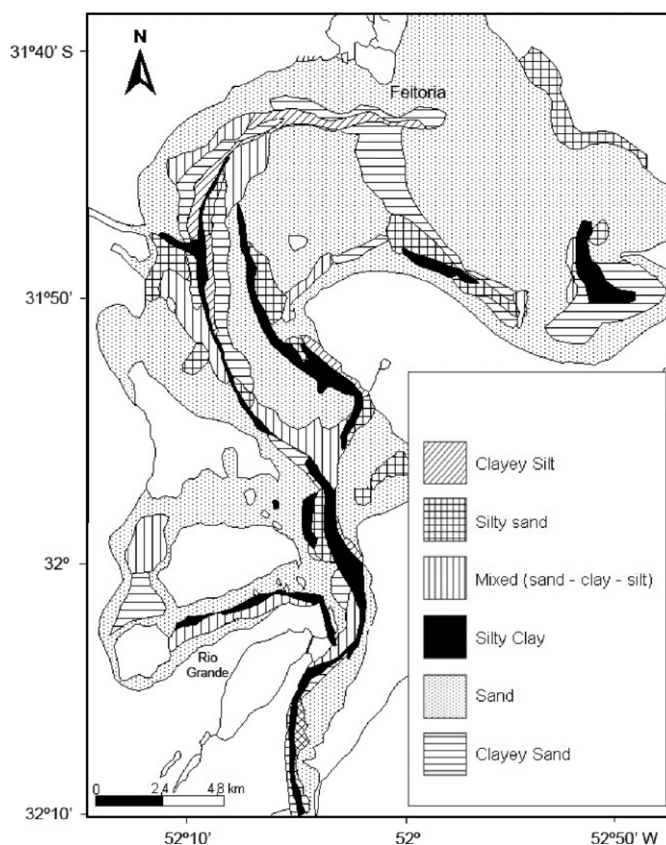 31º40' S
N
Feitoria
31º50'
Clayey Silt
Silty sand
Mixed (sand - clay - silt)
32º
Silty Clay
Sand
Rio
Grande
Clayey Sand
0 2,4 4,8 km
32º10'
52º10' 52º 52º50' W